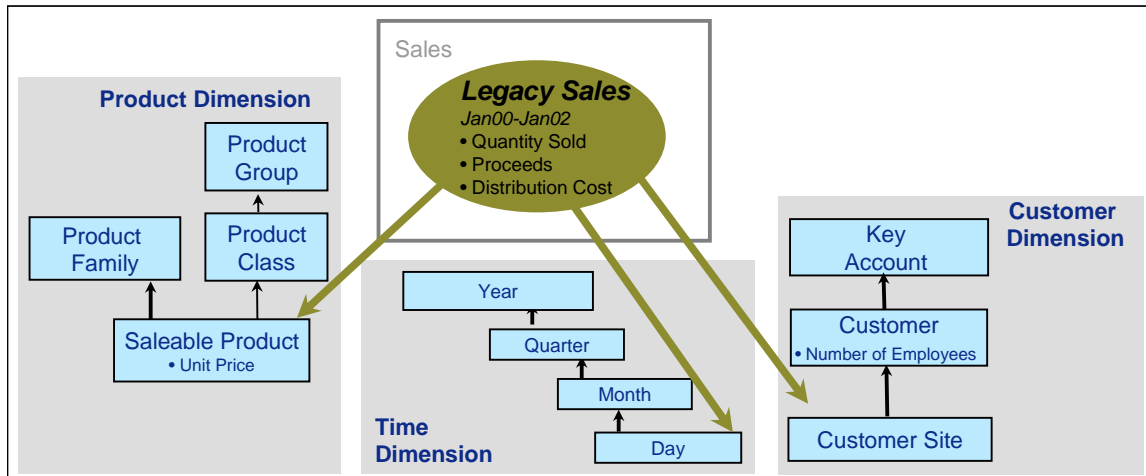 Sales
Legacy Sales
Jan00-Jan02
• Quantity Sold
• Proceeds
• Distribution Cost
Product Dimension
Product
Group
Product
Family
Product
Class
Saleable Product
• Unit Price
Year
Quarter
Month
Day
Time
Dimension
Customer
Dimension
Key
Account
Customer
• Number of Employees
Customer Site